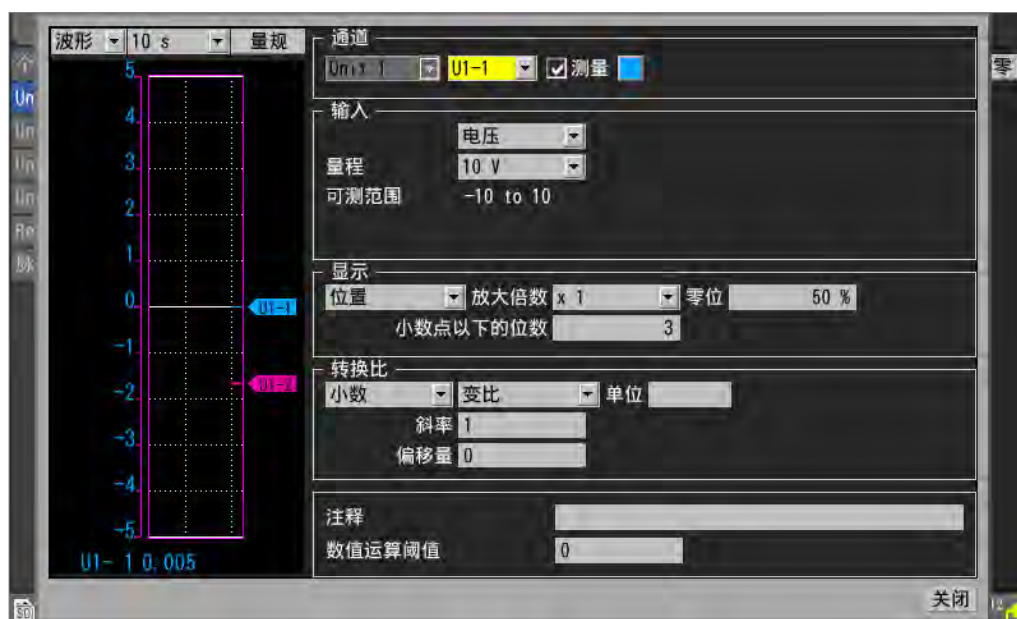 波形 10 s 量规
5
4
3
2
1
0
-1
-2
-3
-4
-5
U1-1
U1-2
U1- 1 0.005
通道
Unit 1 U1-1 测量
输入
电压
量程 10 V
可测范围 -10 to 10
显示
位置 放大倍数 x 1 零位 50 %
小数点以下的位数 3
转换比
小数 变比 单位
斜率 1
偏移量 0
注释
数值运算阈值 0
关闭
个
Un
Un
Un
Un
Re
脉
零